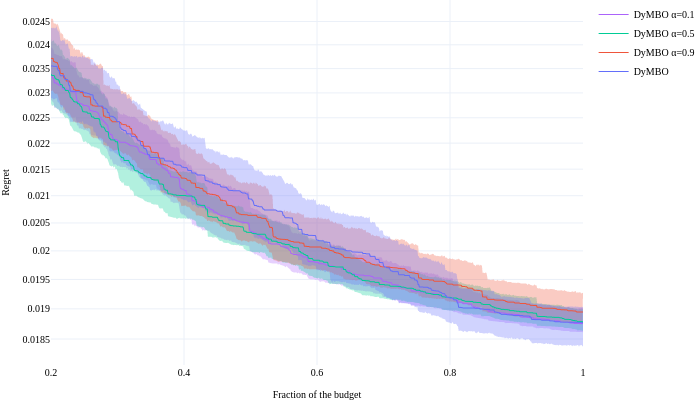 0.0245
0.024
0.0235
0.023
0.0225
0.022
0.0215
0.021
0.0205
0.02
0.0195
0.019
0.0185
Regret
0.2 0.4 0.6 0.8 1
Fraction of the budget
DyMBO α=0.1
DyMBO α=0.5
DyMBO α=0.9
DyMBO